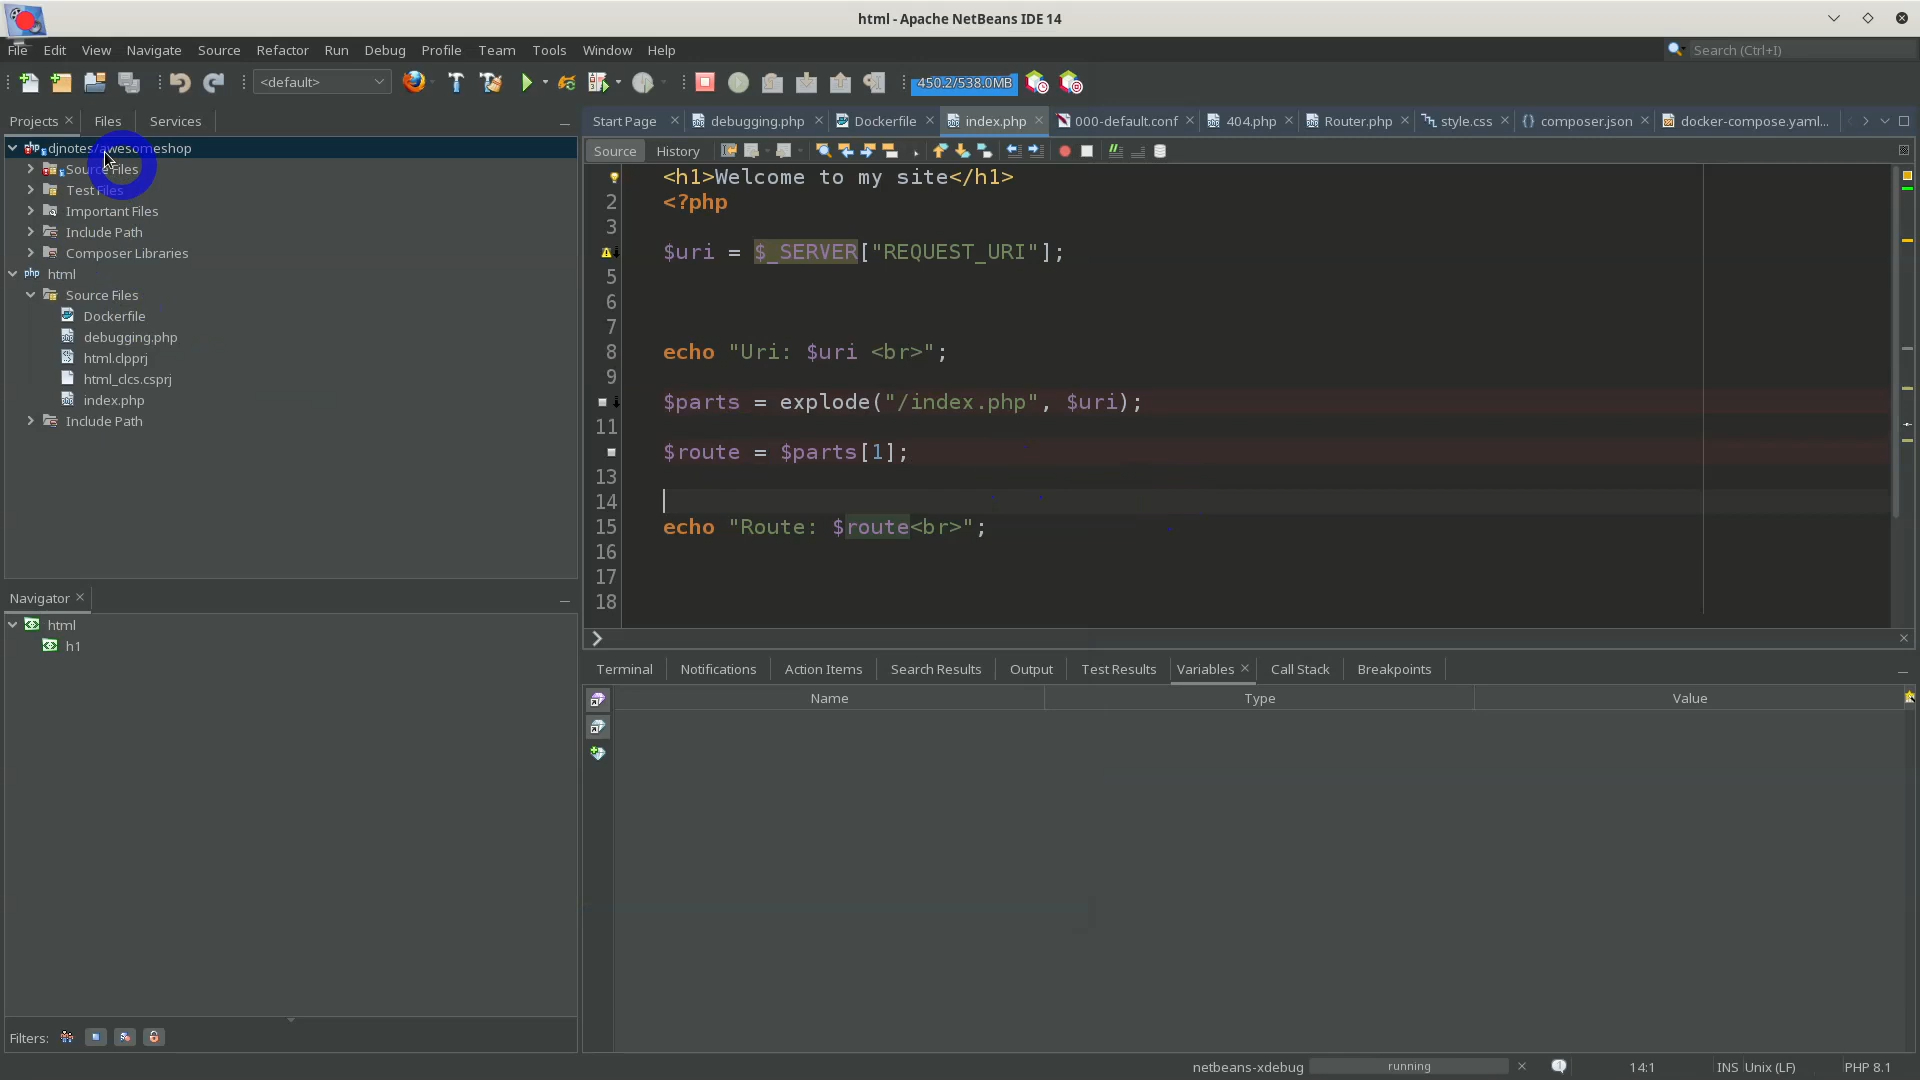 html - Apache NetBeans IDE 14
File Edit View Navigate Source Refactor Run Debug Profile Team Tools Window Help
Search (Ctrl+I)
<default>
450.2/538.0MB
Projects Files Services
djnotes/awesomeshop
Source Files
Test Files
Important Files
Include Path
Composer Libraries
html
Source Files
Dockerfile
debugging.php
html.clpprj
html_clcs.csprj
index.php
Include Path
Navigator
html
h1
Filters:
Start Page debugging.php Dockerfile index.php 000-default.conf 404.php Router.php style.css composer.json docker-compose.yaml...
Source History
<h1>Welcome to my site</h1>
2 <?php
3
$uri = $_SERVER["REQUEST_URI"];
5
6
7
8 echo "Uri: $uri <br>";
9
$parts = explode("/index.php", $uri);
11
$route = $parts[1];
13
14
15 echo "Route: $route<br>";
16
17
18
Terminal Notifications Action Items Search Results Output Test Results Variables Call Stack Breakpoints
Name Type Value
netbeans-xdebug running 14:1 INS Unix (LF) PHP 8.1